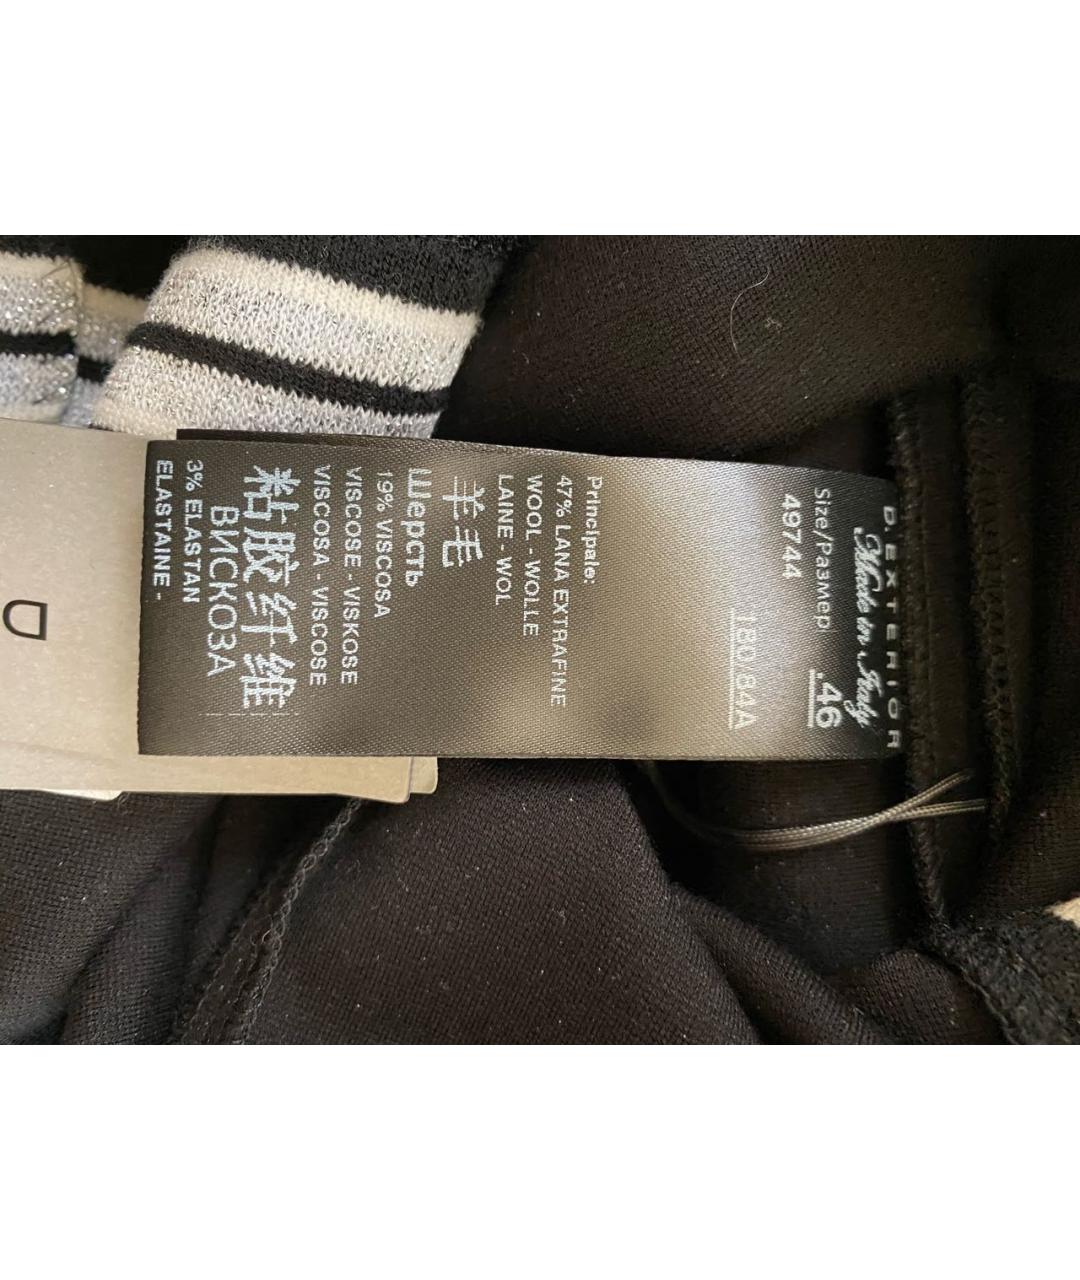 D.EXTERIOR
Made in Italy
Size/Размер .46
49744
180/84A
Principale:
47% LANA EXTRAFINE
WOOL - WOLLE
LAINE - WOL
羊毛
Шерсть
19% VISCOSA
VISCOSE - VISKOSE
VISCOSA - VISCOSE
粘胶纤维
ВИСКОЗА
3% ELASTAN
ELASTAINE -
D